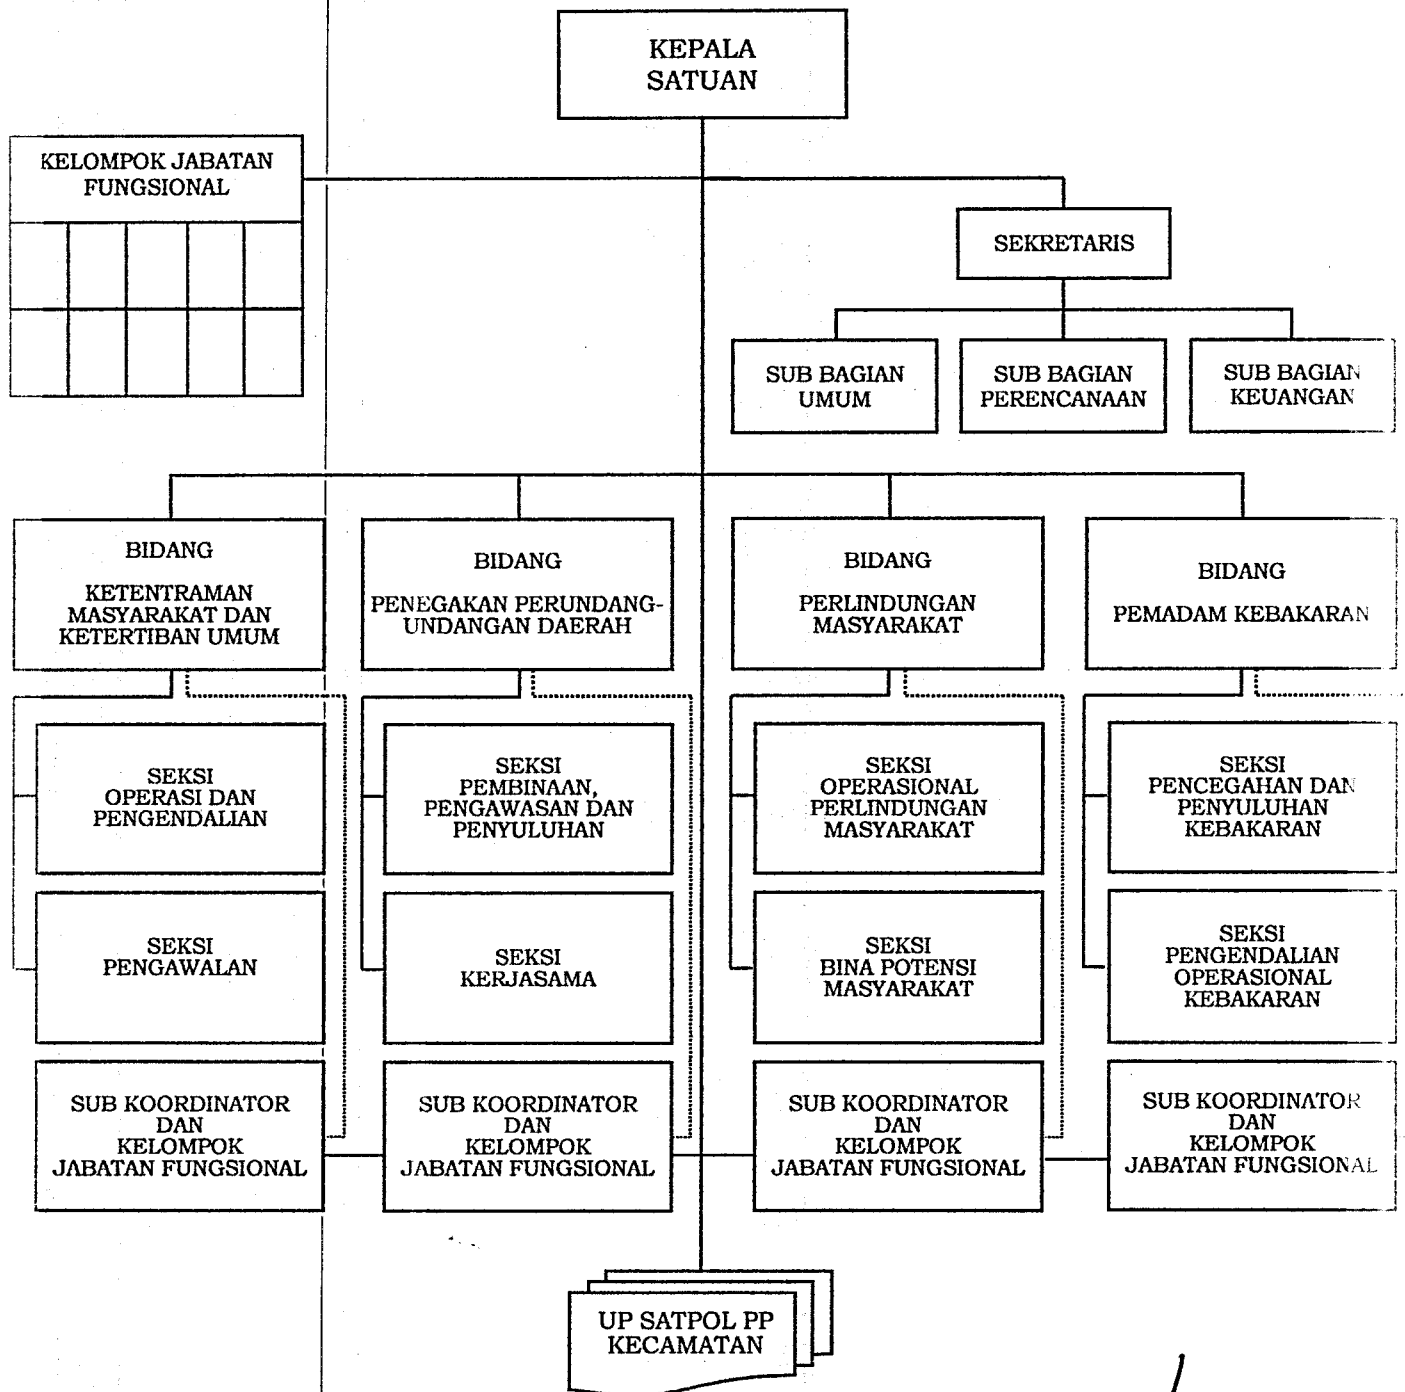 KEPALA
SATUAN
KELOMPOK JABATAN
FUNGSIONAL
SEKRETARIS
SUB BAGIAN
UMUM
SUB BAGIAN
PERENCANAAN
SUB BAGIAN
KEUANGAN
BIDANG
KETENTRAMAN
MASYARAKAT DAN
KETERTIBAN UMUM
BIDANG
PENEGAKAN PERUNDANG-
UNDANGAN DAERAH
BIDANG
PERLINDUNGAN
MASYARAKAT
BIDANG
PEMADAM KEBAKARAN
SEKSI
OPERASI DAN
PENGENDALIAN
SEKSI
PEMBINAAN,
PENGAWASAN DAN
PENYULUHAN
SEKSI
OPERASIONAL
PERLINDUNGAN
MASYARAKAT
SEKSI
PENCEGAHAN DAN
PENYULUHAN
KEBAKARAN
SEKSI
PENGAWALAN
SEKSI
KERJASAMA
SEKSI
BINA POTENSI
MASYARAKAT
SEKSI
PENGENDALIAN
OPERASIONAL
KEBAKARAN
SUB KOORDINATOR
DAN
KELOMPOK
JABATAN FUNGSIONAL
SUB KOORDINATOR
DAN
KELOMPOK
JABATAN FUNGSIONAL
SUB KOORDINATOR
DAN
KELOMPOK
JABATAN FUNGSIONAL
SUB KOORDINATOR
DAN
KELOMPOK
JABATAN FUNGSIONAL
UP SATPOL PP
KECAMATAN